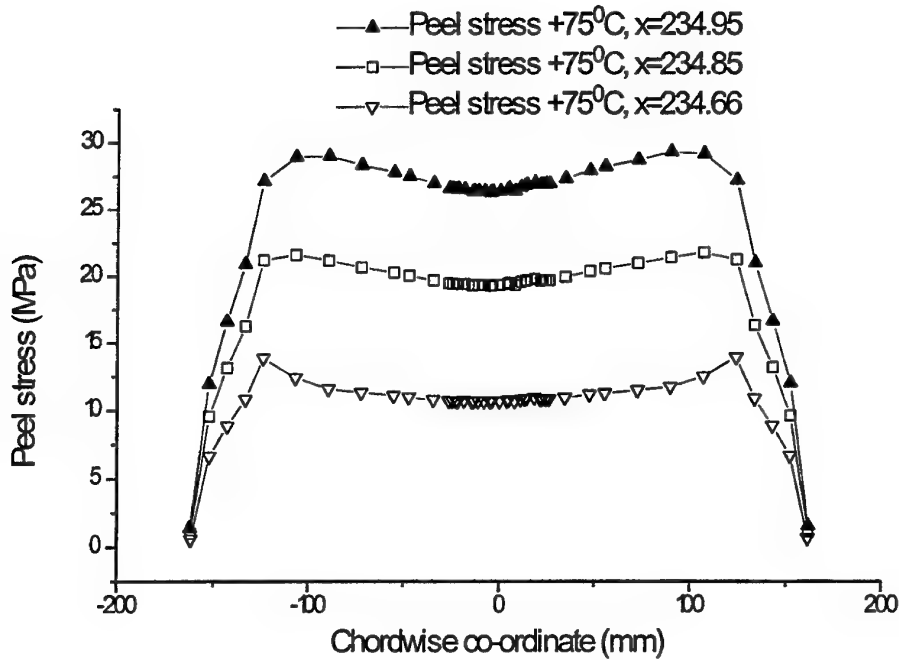 Peel stress +75⁰C, x=234.95
Peel stress +75⁰C, x=234.85
Peel stress +75⁰C, x=234.66
30
25
20
15
10
5
0
Peel stress (MPa)
-200 -100 0 100 200
Chordwise co-ordinate (mm)